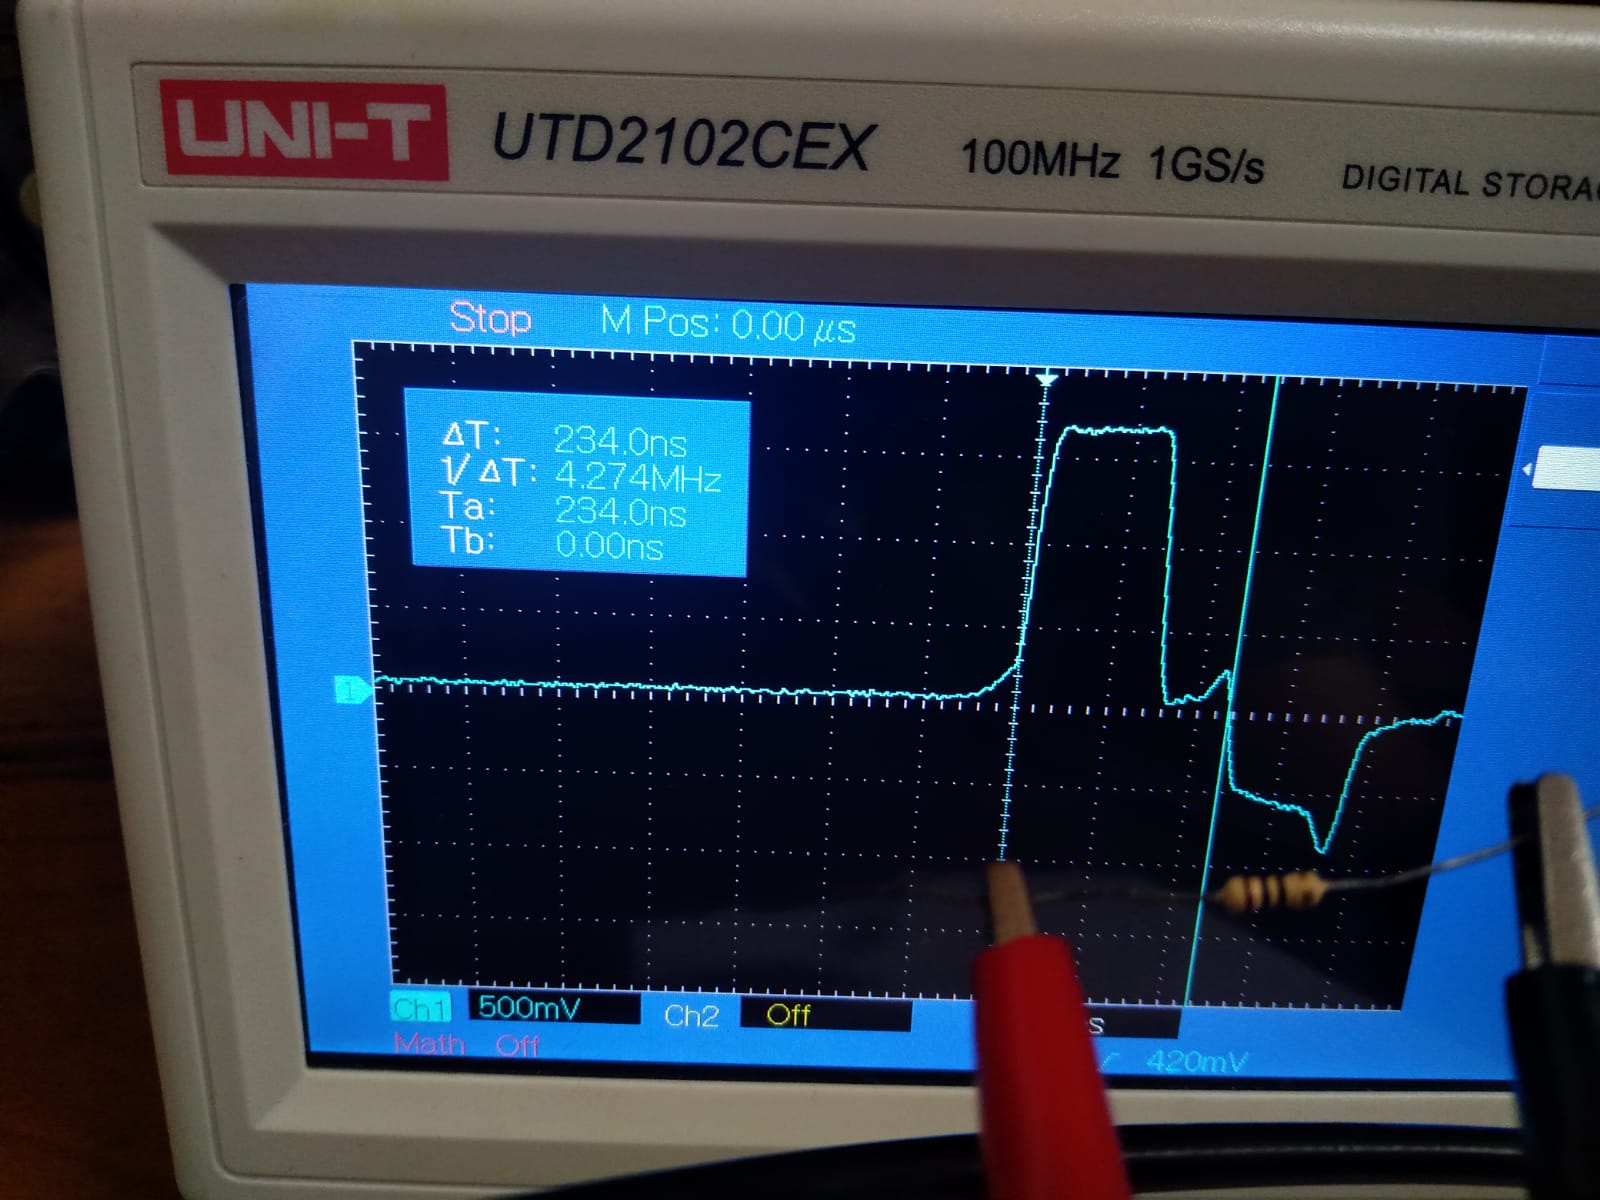 UNI-T UTD2102CEX 100MHz 1GS/s DIGITAL
Stop M Pos: 0.00 µs
ΔT: 234.0ns
1/ΔT: 4.274MHz
Ta: 234.0ns
Tb: 0.00ns
1
Ch1 500mV Ch2 Off
Math Off 420mV